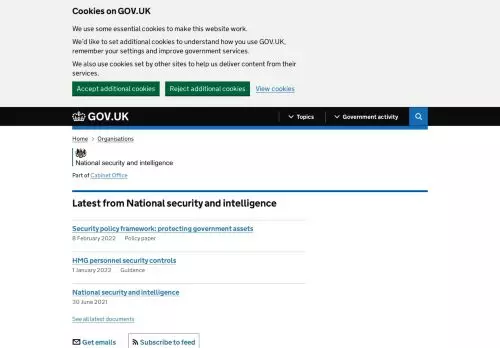 Cookies on GOV.UK
We use some essential cookies to make this website work.
We'd like to set additional cookies to understand how you use GOV.UK,
remember your settings and improve government services.
We also use cookies set by other sites to help us deliver content from their
services.
Accept additional cookies Reject additional cookies View cookies
GOV.UK Topics Government activity
Home Organisations
National security and intelligence
Part of Cabinet Office
Latest from National security and intelligence
Security policy framework: protecting government assets
8 February 2022 Policy paper
HMG personnel security controls
1 January 2022 Guidance
National security and intelligence
30 June 2021
See all latest documents
Get emails Subscribe to feed